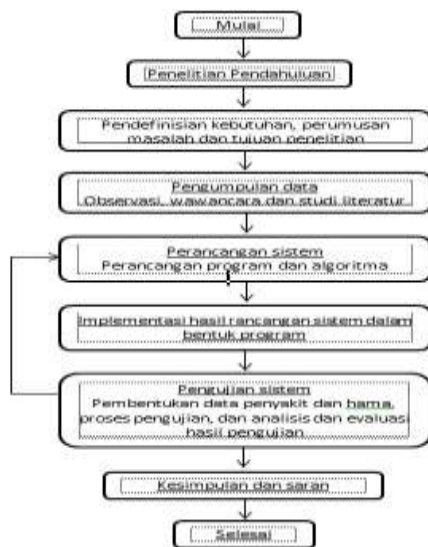 Mulai
Penelitian Pendahuluan
Pendefinisian kebutuhan, perumusan
masalah dan tujuan penelitian
Pengumpulan data
Observasi, wawancara dan studi literatur
Perancangan sistem
Perancangan program dan algoritma
Implementasi hasil rancangan sistem dalam
bentuk program
Pengujian sistem
Pembentukan data penyakit dan hama,
proses pengujian, dan analisis dan evaluasi
hasil pengujian
Kesimpulan dan saran
Selesai